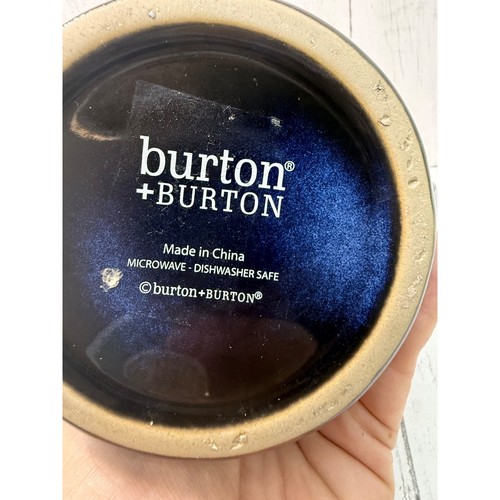 burton®
+BURTON
Made in China
MICROWAVE - DISHWASHER SAFE
©burton+BURTON®